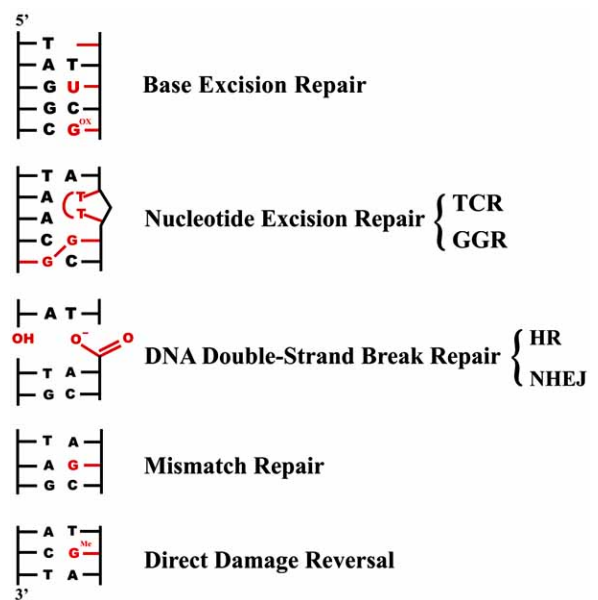 5'
T
A T
G U
G C
C G OX
Base Excision Repair
T A
A T
A T
C G
G C
Nucleotide Excision Repair
TCR
GGR
A T
OH O− O
T A
G C
DNA Double-Strand Break Repair
HR
NHEJ
T A
A G
G C
Mismatch Repair
A T
C G Me
T A
3'
Direct Damage Reversal